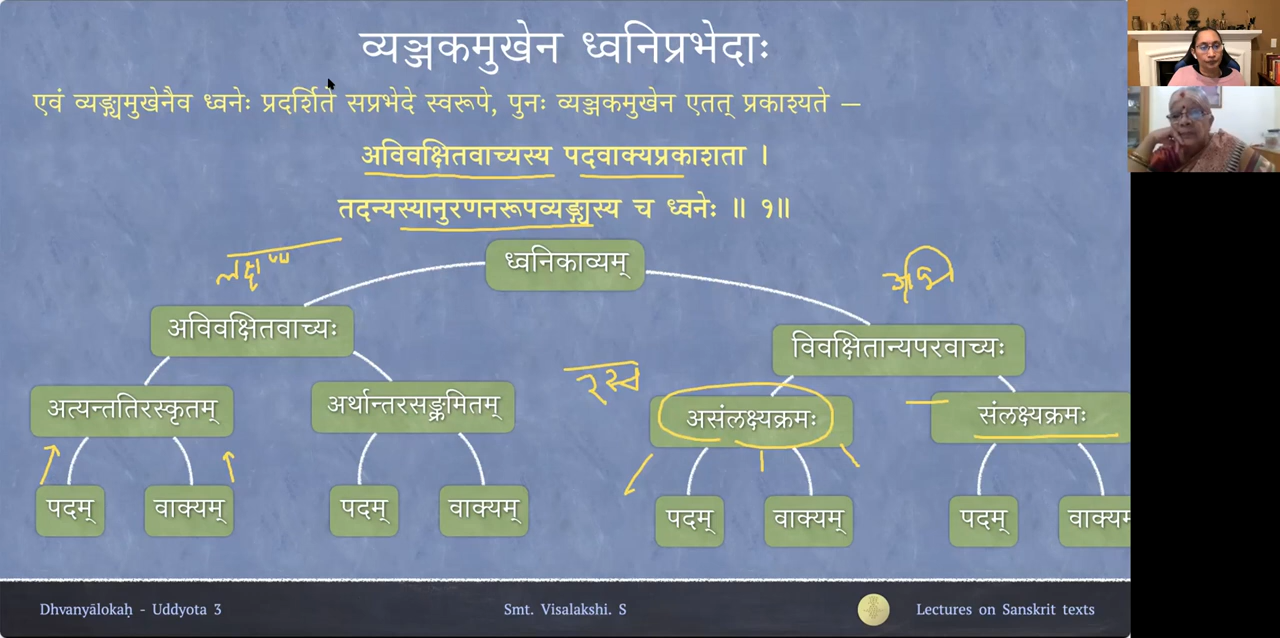 व्यञ्जकमुखेन ध्वनिप्रभेदाः
एवं व्यङ्ग्यमुखेनैव ध्वनेः प्रदर्शिते सप्रभेदे स्वरूपे, पुनः व्यञ्जकमुखेन एतत् प्रकाश्यते –
अविवक्षितवाच्यस्य पदवाक्यप्रकाशता ।
तदन्यस्यानुरणनरूपव्यङ्ग्यस्य च ध्वनेः ॥ १॥
ध्वनिकाव्यम्
अविवक्षितवाच्यः
विवक्षितान्यपरवाच्यः
अत्यन्ततिरस्कृतम्
अर्थान्तरसङ्क्रमितम्
असंलक्ष्यक्रमः
संलक्ष्यक्रमः
पदम् वाक्यम् पदम् वाक्यम् पदम् वाक्यम् पदम् वाक्यम
Dhvanyālokaḥ - Uddyota 3 Smt. Visalakshi. S Lectures on Sanskrit texts